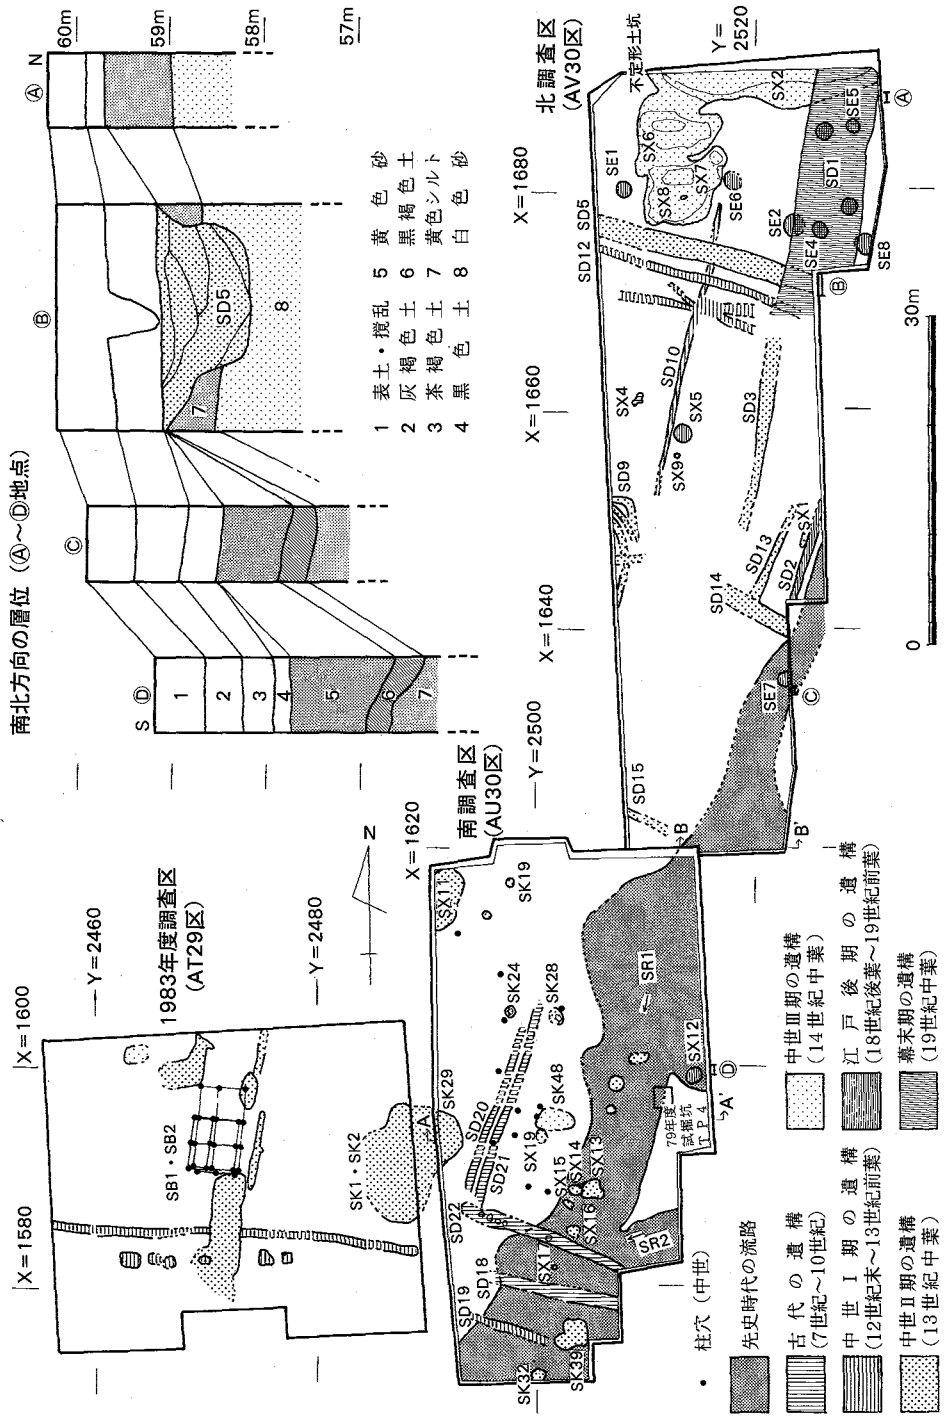 南北方向の層位（Ⓐ〜Ⓓ地点）
S Ⓓ
Ⓒ
Ⓑ
Ⓐ N
60m
59m
58m
57m
1
2
3
4
5
6
7
7
SD5
8
1 表土・攪乱
2 灰褐色土
3 茶褐色土
4 黒色土
5 黄色砂
6 黒褐色土
7 黄色シルト
8 白色砂
1983年度調査区
(AT29区)
X=1580
X=1600
Y=2460
Y=2480
N
SB1・SB2
SK1・SK2
南調査区
(AU30区)
X=1620
Y=2500
SX11
SK19
SK24
SK28
SK29
A
SD20
SD21
SD22
SK48
SX19
SX15
SX14
SX13
SX16
SX17
SD18
SD19
SK32
SK39
SR1
SR2
SX12
Ⓓ
79年度
試掘坑
TP4
A'
北調査区
(AV30区)
X=1640
X=1660
X=1680
Y=
2520
不定形土坑
SX2
SX6
SX7
SX8
SE1
SE6
SE5
SD1
SE2
SE4
SE8
Ⓐ
Ⓑ
SD5
SD12
SD10
SX4
SX5
SX9
SD9
SD3
SD13
SD14
SD2
SX1
SE7
Ⓒ
SD15
B
B'
0
30m
柱穴（中世）
先史時代の流路
古代の遺構
(7世紀〜10世紀)
中世Ⅰ期の遺構
(12世紀末〜13世紀前葉)
中世Ⅱ期の遺構
(13世紀中葉)
中世Ⅲ期の遺構
(14世紀中葉)
江戸後期の遺構
(18世紀後葉〜19世紀前葉)
幕末期の遺構
(19世紀中葉)